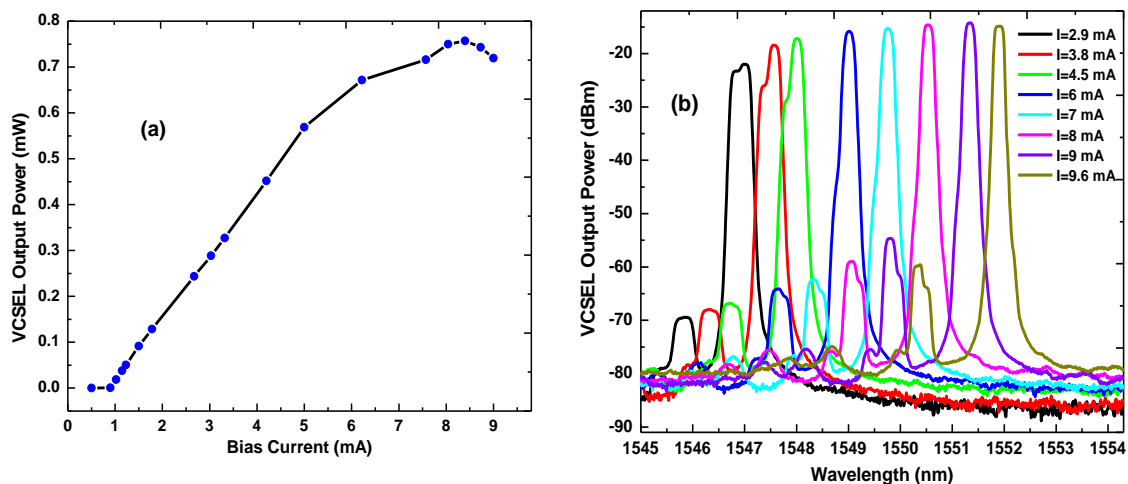 0.8
0.7
0.6
0.5
0.4
0.3
0.2
0.1
0.0
VCSEL Output Power (mW)
(a)
0 1 2 3 4 5 6 7 8 9
Bias Current (mA)
-20
-30
-40
-50
-60
-70
-80
-90
VCSEL Output Power (dBm)
(b)
I=2.9 mA
I=3.8 mA
I=4.5 mA
I=6 mA
I=7 mA
I=8 mA
I=9 mA
I=9.6 mA
1545 1546 1547 1548 1549 1550 1551 1552 1553 1554
Wavelength (nm)